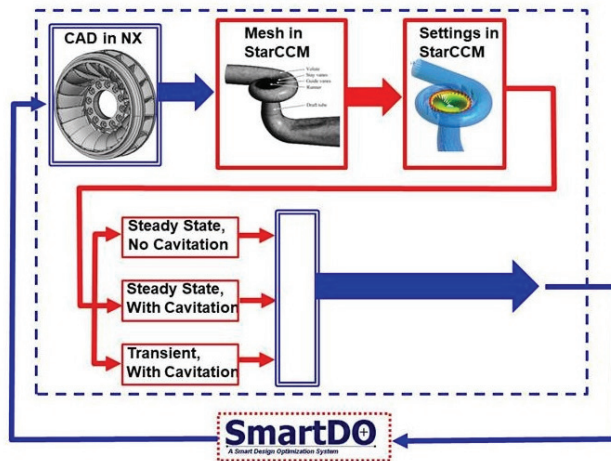 CAD in NX
Mesh in
StarCCM
Settings in
StarCCM
Volute
Stay vanes
Guide vanes
Runner
Draft tube
Steady State,
No Cavitation
Steady State,
With Cavitation
Transient,
With Cavitation
SmartDO
A Smart Design Optimization System